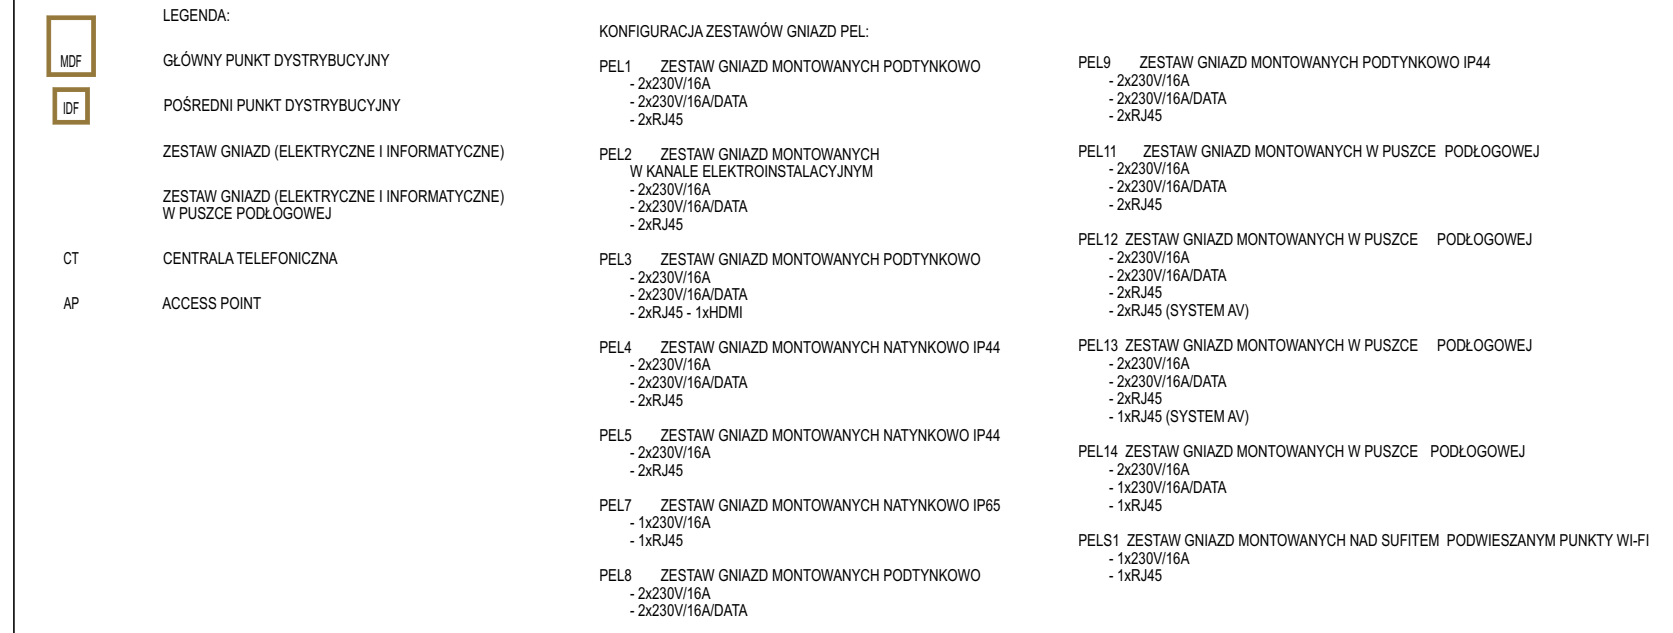 LEGENDA:
MDF GŁÓWNY PUNKT DYSTRYBUCYJNY
IDF POŚREDNI PUNKT DYSTRYBUCYJNY
ZESTAW GNIAZD (ELEKTRYCZNE I INFORMATYCZNE)
ZESTAW GNIAZD (ELEKTRYCZNE I INFORMATYCZNE)
W PUSZCE PODŁOGOWEJ
CT CENTRALA TELEFONICZNA
AP ACCESS POINT
KONFIGURACJA ZESTAWÓW GNIAZD PEL:
PEL1 ZESTAW GNIAZD MONTOWANYCH PODTYNKOWO
- 2x230V/16A
- 2x230V/16A/DATA
- 2xRJ45
PEL2 ZESTAW GNIAZD MONTOWANYCH
W KANALE ELEKTROINSTALACYJNYM
- 2x230V/16A
- 2x230V/16A/DATA
- 2xRJ45
PEL3 ZESTAW GNIAZD MONTOWANYCH PODTYNKOWO
- 2x230V/16A
- 2x230V/16A/DATA
- 2xRJ45 - 1xHDMI
PEL4 ZESTAW GNIAZD MONTOWANYCH NATYNKOWO IP44
- 2x230V/16A
- 2x230V/16A/DATA
- 2xRJ45
PEL5 ZESTAW GNIAZD MONTOWANYCH NATYNKOWO IP44
- 2x230V/16A
- 2xRJ45
PEL7 ZESTAW GNIAZD MONTOWANYCH NATYNKOWO IP65
- 1x230V/16A
- 1xRJ45
PEL8 ZESTAW GNIAZD MONTOWANYCH PODTYNKOWO
- 2x230V/16A
- 2x230V/16A/DATA
PEL9 ZESTAW GNIAZD MONTOWANYCH PODTYNKOWO IP44
- 2x230V/16A
- 2x230V/16A/DATA
- 2xRJ45
PEL11 ZESTAW GNIAZD MONTOWANYCH W PUSZCE PODŁOGOWEJ
- 2x230V/16A
- 2x230V/16A/DATA
- 2xRJ45
PEL12 ZESTAW GNIAZD MONTOWANYCH W PUSZCE PODŁOGOWEJ
- 2x230V/16A
- 2x230V/16A/DATA
- 2xRJ45
- 2xRJ45 (SYSTEM AV)
PEL13 ZESTAW GNIAZD MONTOWANYCH W PUSZCE PODŁOGOWEJ
- 2x230V/16A
- 2x230V/16A/DATA
- 2xRJ45
- 1xRJ45 (SYSTEM AV)
PEL14 ZESTAW GNIAZD MONTOWANYCH W PUSZCE PODŁOGOWEJ
- 2x230V/16A
- 1x230V/16A/DATA
- 1xRJ45
PELS1 ZESTAW GNIAZD MONTOWANYCH NAD SUFITEM PODWIESZANYM PUNKTY WI-FI
- 1x230V/16A
- 1xRJ45